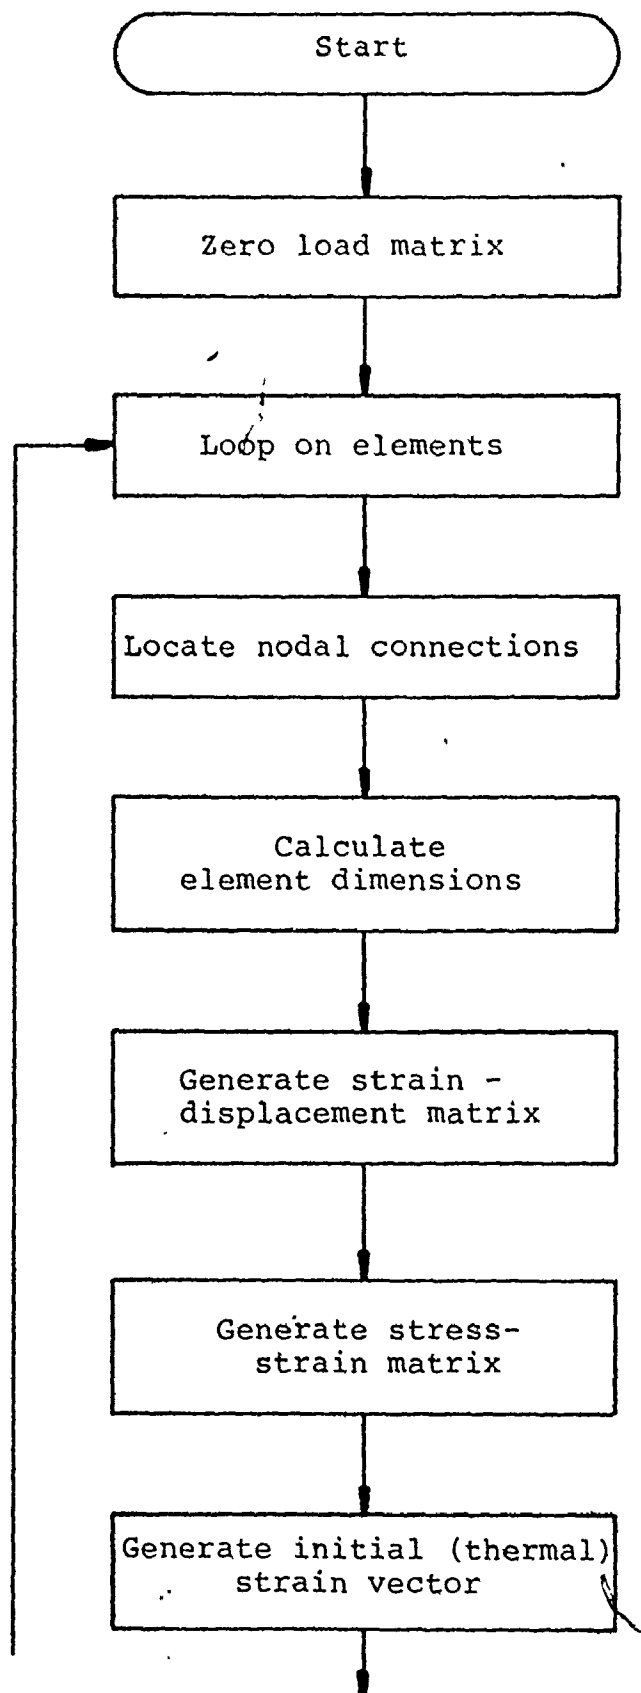 Start
Zero load matrix
Loop on elements
Locate nodal connections
Calculate
element dimensions
Generate strain -
displacement matrix
Generate stress-
strain matrix
Generate initial (thermal)
strain vector